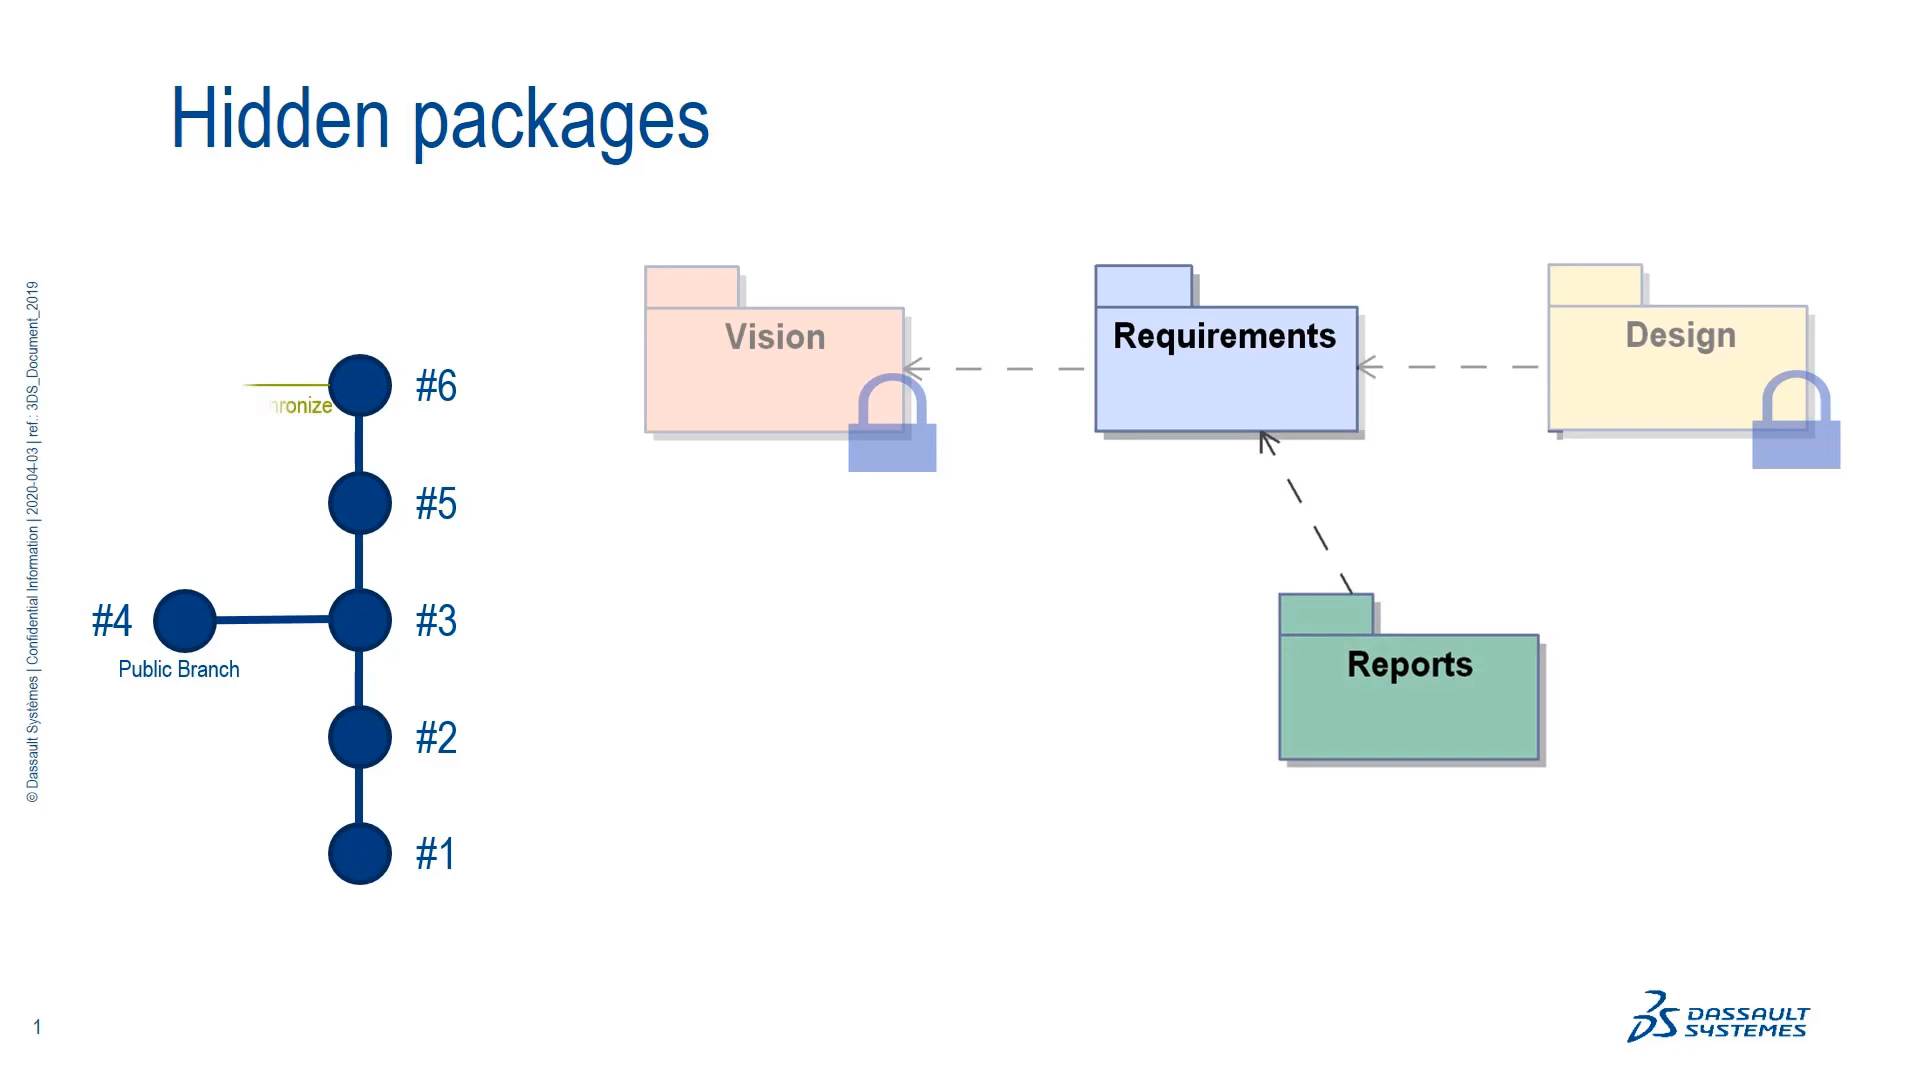 Hidden packages
© Dassault Systèmes | Confidential Information | 2020-04-03 | ref.: 3DS_Document_2019
Vision
Requirements
Design
#6
#5
#4
#3
Public Branch
Reports
#2
#1
1
DASSAULT
SYSTEMES